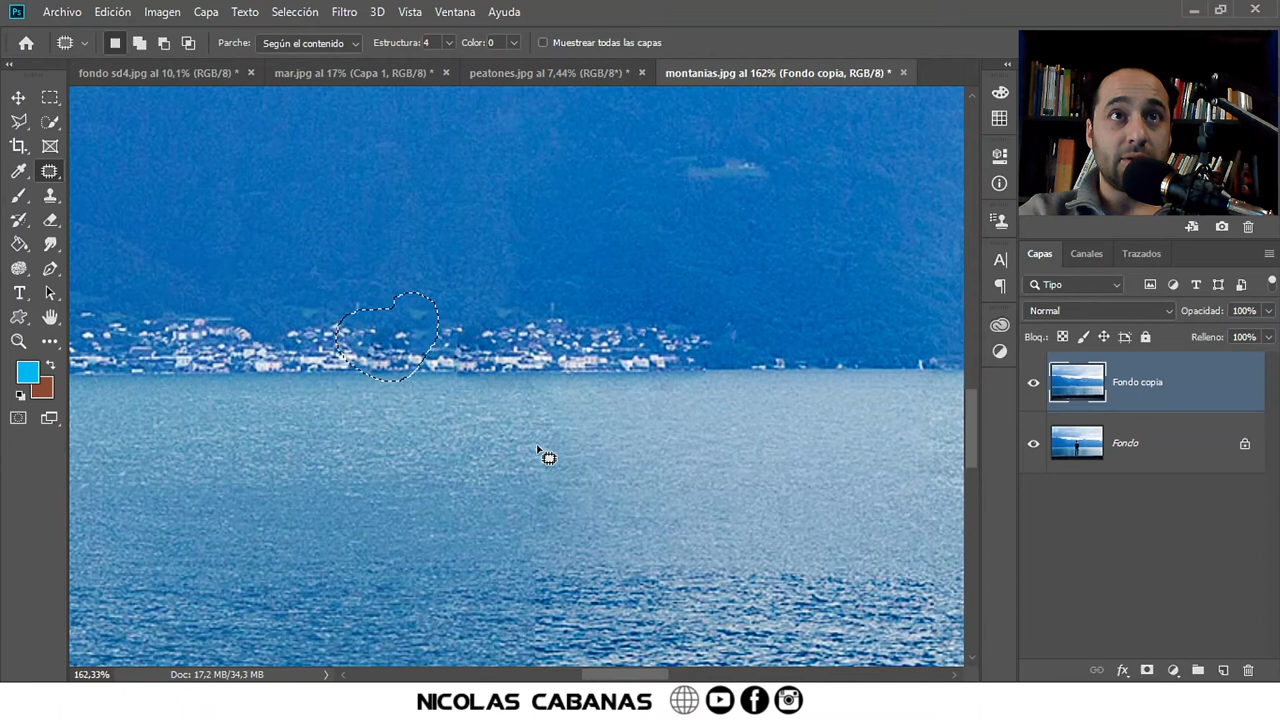 Ps Archivo Edición Imagen Capa Texto Selección Filtro 3D Vista Ventana Ayuda
Parche: Según el contenido Estructura: 4 Color: 0 Muestrear todas las capas
fondo sd4.jpg al 10,1% (RGB/8) * × mar.jpg al 17% (Capa 1, RGB/8) * × peatones.jpg al 7,44% (RGB/8*) * × montanias.jpg al 162% (Fondo copia, RGB/8) * ×
Capas Canales Trazados
Tipo
Normal Opacidad: 100%
Bloq.: Relleno: 100%
Fondo copia
Fondo
162,33% Doc: 17,2 MB/34,3 MB
NICOLAS CABANAS